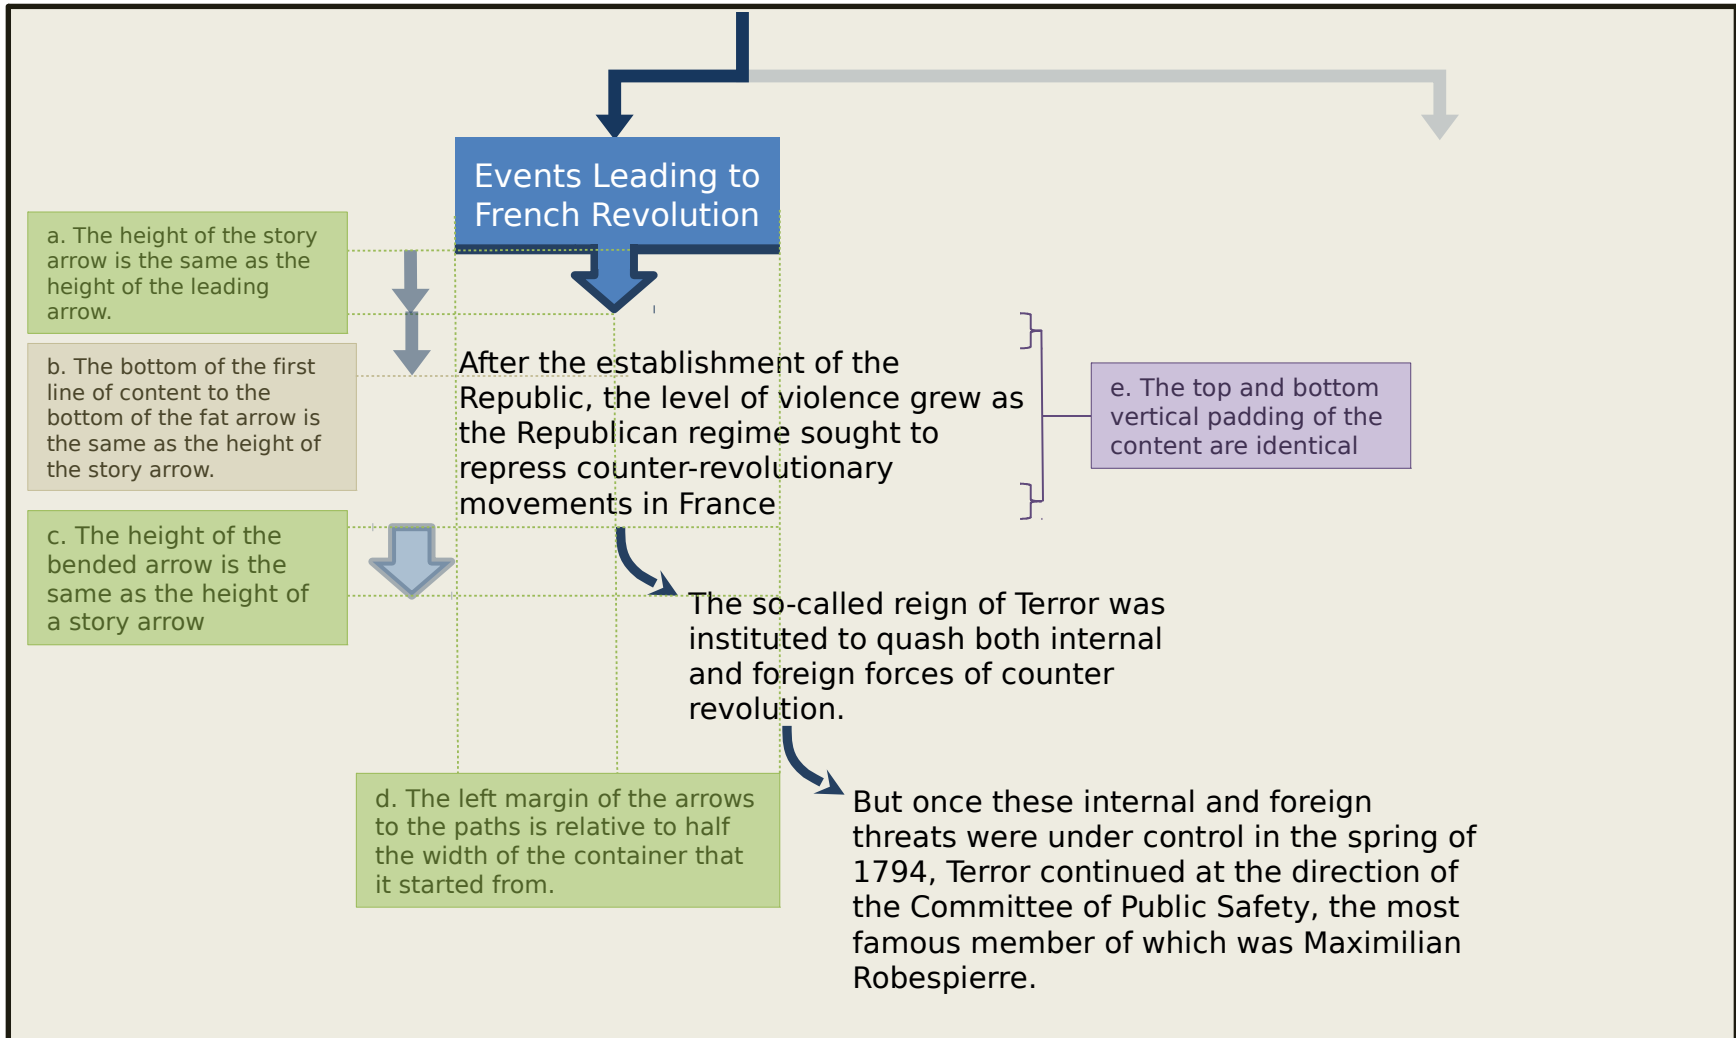 Events Leading to
French Revolution
a. The height of the story
arrow is the same as the
height of the leading
arrow.
b. The bottom of the first
line of content to the
bottom of the fat arrow is
the same as the height of
the story arrow.
After the establishment of the
Republic, the level of violence grew as
the Republican regime sought to
repress counter-revolutionary
movements in France
e. The top and bottom
vertical padding of the
content are identical
c. The height of the
bended arrow is the
same as the height of
a story arrow
The so-called reign of Terror was
instituted to quash both internal
and foreign forces of counter
revolution.
d. The left margin of the arrows
to the paths is relative to half
the width of the container that
it started from.
But once these internal and foreign
threats were under control in the spring of
1794, Terror continued at the direction of
the Committee of Public Safety, the most
famous member of which was Maximilian
Robespierre.